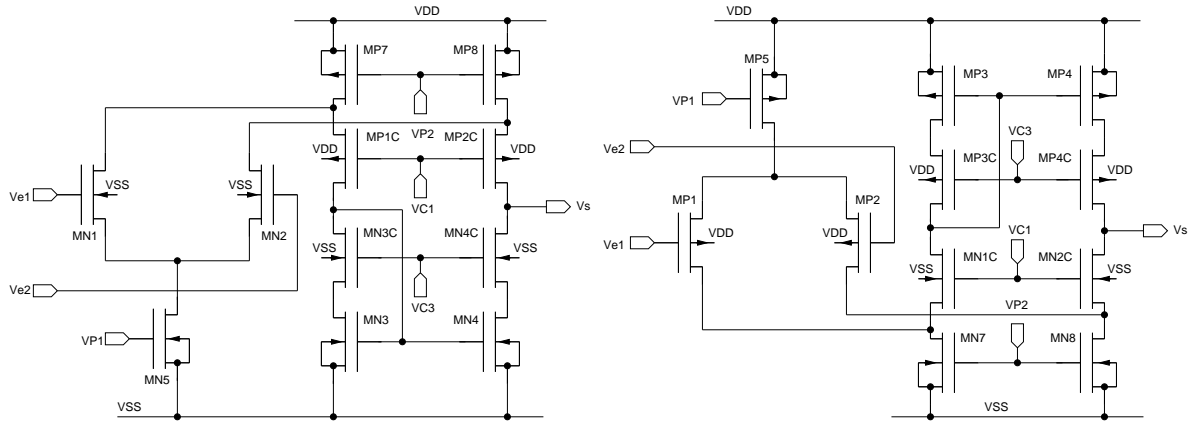 VDD
MP7
MP8
VP2
MP1C
MP2C
VDD
VDD
VC1
Ve1
VSS
VSS
MN1
MN2
Vs
MN3C
MN4C
VSS
VSS
VC3
Ve2
MN3
MN4
VP1
MN5
VSS
VDD
MP5
MP3
MP4
VP1
Ve2
VC3
MP3C
MP4C
VDD
VDD
MP1
MP2
Ve1
VDD
VDD
Vs
VC1
MN1C
MN2C
VSS
VSS
VP2
MN7
MN8
VSS